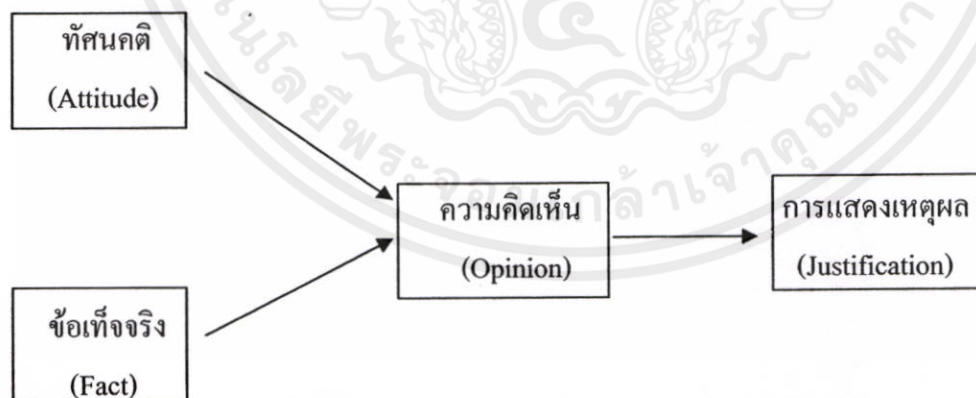 ทัศนคติ
(Attitude)
ความคิดเห็น
(Opinion)
การแสดงเหตุผล
(Justification)
ข้อเท็จจริง
(Fact)